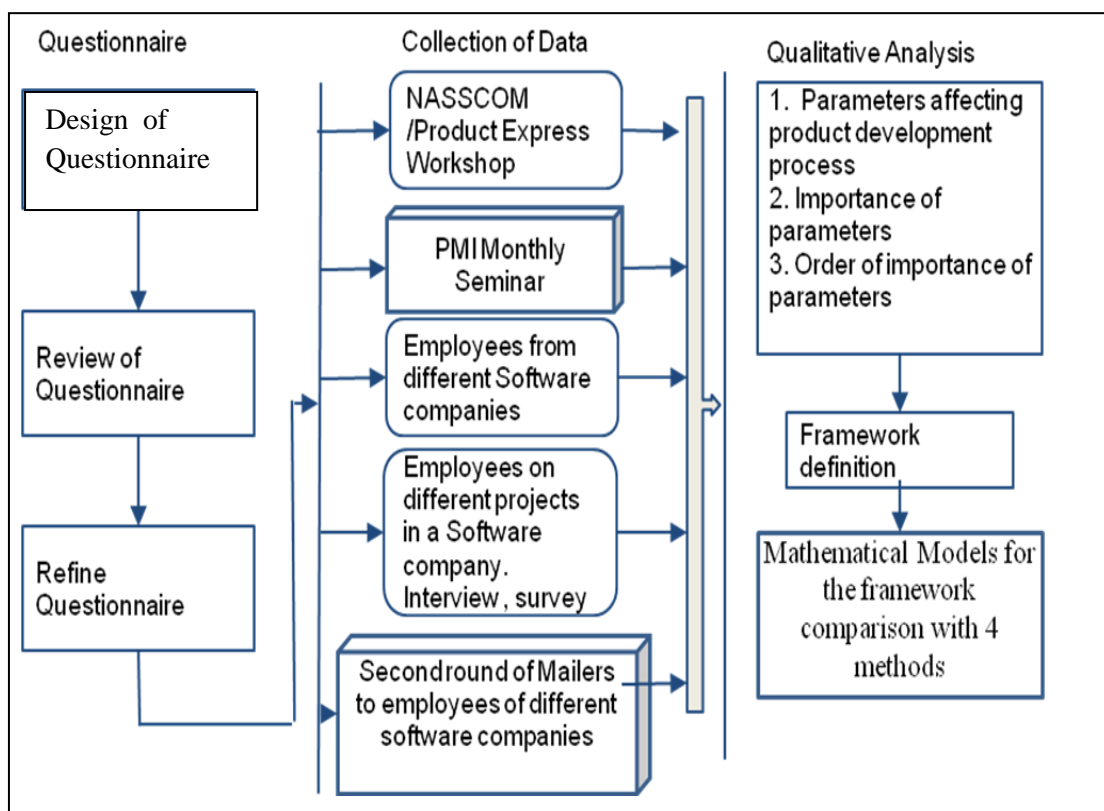 Questionnaire
Design of
Questionnaire
Review of
Questionnaire
Refine
Questionnaire
Collection of Data
NASSCOM
/Product Express
Workshop
PMI Monthly
Seminar
Employees from
different Software
companies
Employees on
different projects
in a Software
company.
Interview , survey
Second round of Mailers
to employees of different
software companies
Qualitative Analysis
1. Parameters affecting
product development
process
2. Importance of
parameters
3. Order of importance of
parameters
Framework
definition
Mathematical Models for
the framework
comparison with 4
methods